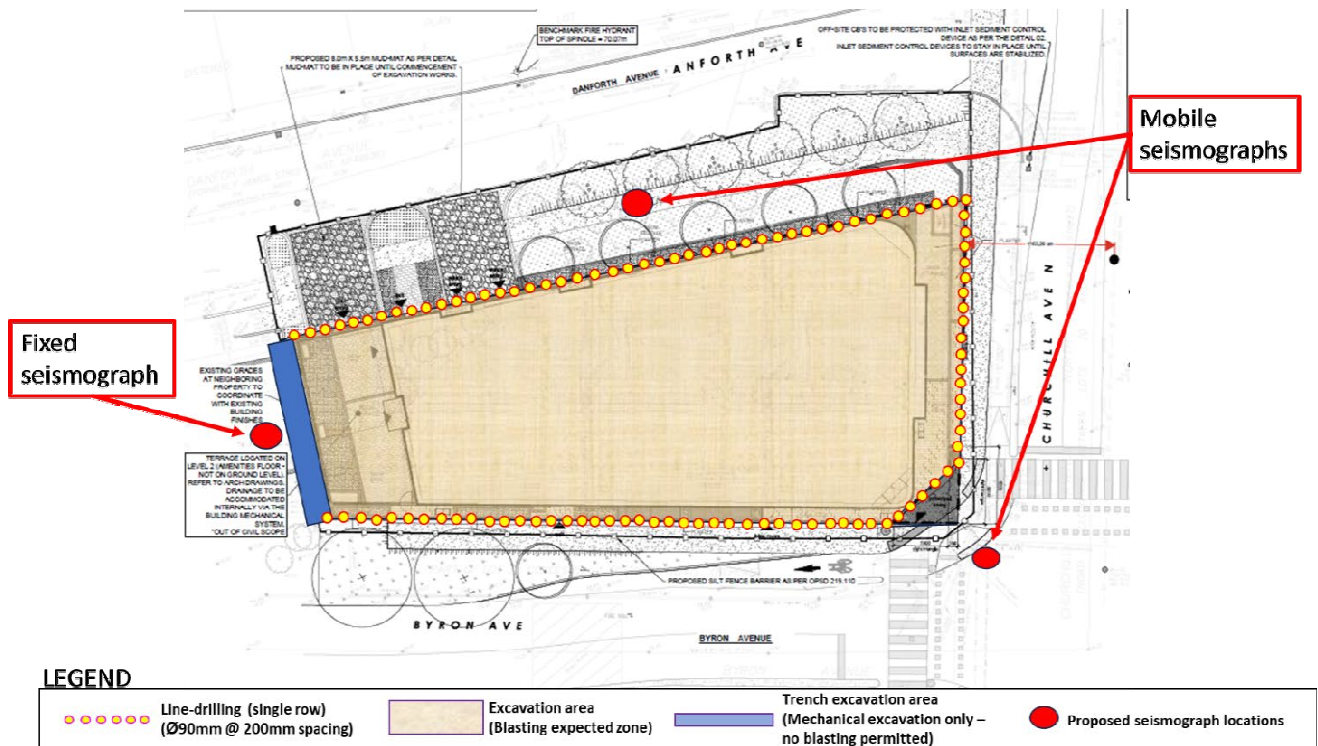 BENCHMARK FIRE HYDRANT
TOP OF SPINDLE = 70.07m
OFF-SITE CB'S TO BE PROTECTED WITH INLET SEDIMENT CONTROL
DEVICE AS PER THE DETAIL 02.
INLET SEDIMENT CONTROL DEVICES TO STAY IN PLACE UNTIL
SURFACES ARE STABILIZED.
PROPOSED 8.0m X 5.5m MUD-MAT AS PER DETAIL
MUD-MAT TO BE IN PLACE UNTIL COMMENCEMENT
OF EXCAVATION WORKS.
DANFORTH AVENUE
ANFORTH AVE
Mobile
seismographs
Fixed
seismograph
EXISTING GRADES
AT NEIGHBORING
PROPERTY TO
COORDINATE
WITH EXISTING
BUILDING
FINISHES
CHURCHILL AVE N
TERRACE LOCATED ON
LEVEL 2 (AMENITIES FLOOR -
NOT ON GROUND LEVEL).
REFER TO ARCH DRAWINGS.
DRAINAGE TO BE
ACCOMMODATED
INTERNALLY VIA THE
BUILDING MECHANICAL
SYSTEM.
"OUT OF CIVIL SCOPE
PROPOSED SILT FENCE BARRIER AS PER OPSD 219.110
BYRON AVE
BYRON AVENUE
LEGEND
Line-drilling (single row)
(Ø90mm @ 200mm spacing)
Excavation area
(Blasting expected zone)
Trench excavation area
(Mechanical excavation only –
no blasting permitted)
Proposed seismograph locations